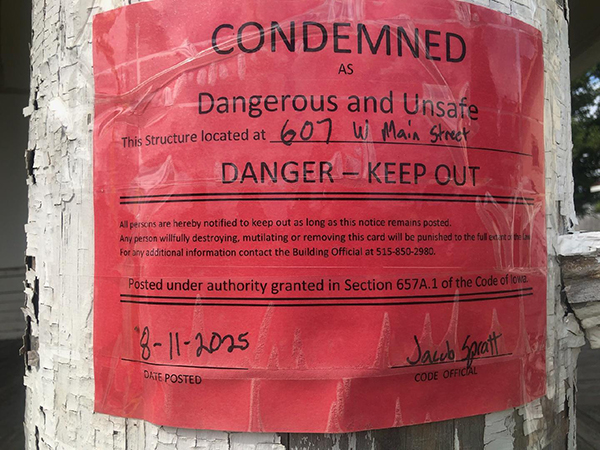 CONDEMNED
AS
Dangerous and Unsafe
This Structure located at 607 W Main Street
DANGER – KEEP OUT
All persons are hereby notified to keep out as long as this notice remains posted.
Any person willfully destroying, mutilating or removing this card will be punished to the full extent of the Law.
For any additional information contact the Building Official at 515-850-2980.
Posted under authority granted in Section 657A.1 of the Code of Iowa.
8-11-2025 Jacob Spratt
DATE POSTED CODE OFFICIAL